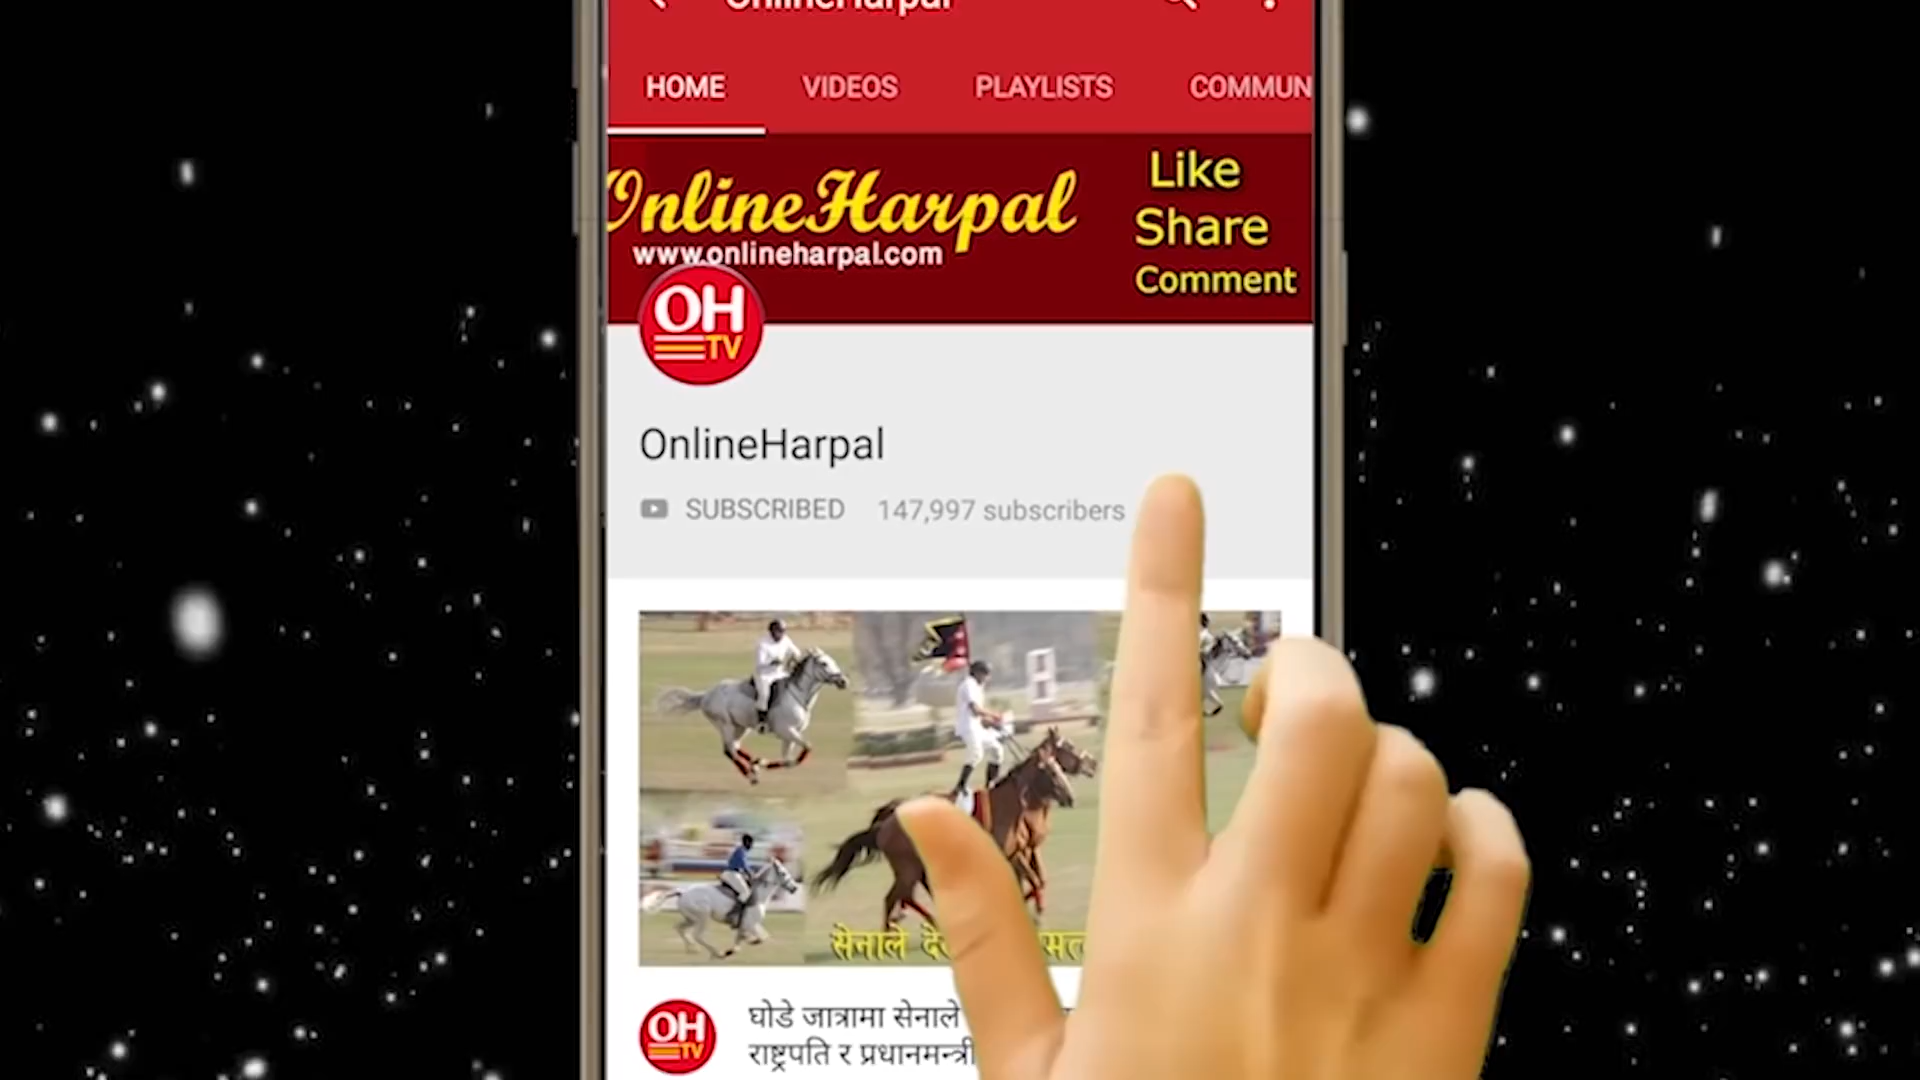 OnlineHarpal
HOME VIDEOS PLAYLISTS COMMUN
OnlineHarpal
www.onlineharpal.com
Like
Share
Comment
OH
TV
OnlineHarpal
SUBSCRIBED 147,997 subscribers
सेनाले
OH
TV
घोडे जात्रामा सेनाले
राष्ट्रपति र प्रधानमन्त्री